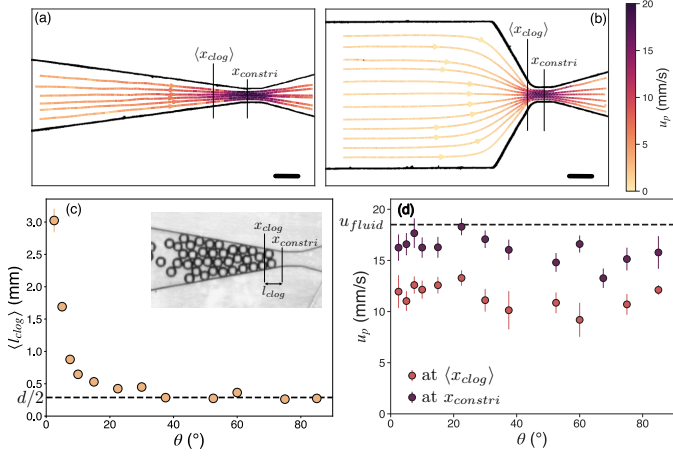 (a)
⟨x_clog⟩
x_constri
(b)
⟨x_clog⟩
x_constri
20
15
10
5
0
u_p (mm/s)
(c)
x_clog
x_constri
l_clog
⟨l_clog⟩ (mm)
3.0
2.5
2.0
1.5
1.0
0.5
d/2
0.0
0 20 40 60 80
θ (°)
(d)
u_fluid
u_p (mm/s)
20
15
10
5
0
at ⟨x_clog⟩
at x_constri
0 20 40 60 80
θ (°)